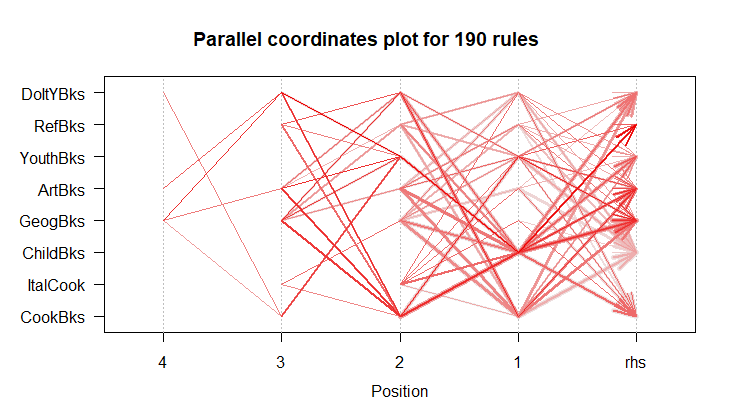 Parallel coordinates plot for 190 rules
DoItYBks
RefBks
YouthBks
ArtBks
GeogBks
ChildBks
ItalCook
CookBks
4 3 2 1 rhs
Position